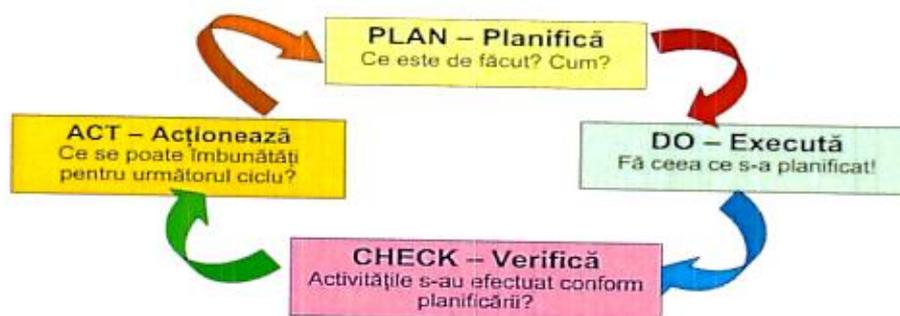 PLAN – Planifică
Ce este de făcut? Cum?
ACT – Acționează
Ce se poate îmbunătăți
pentru următorul ciclu?
DO – Execută
Fă ceea ce s-a planificat!
CHECK – Verifică
Activitățile s-au efectuat conform
planificării?